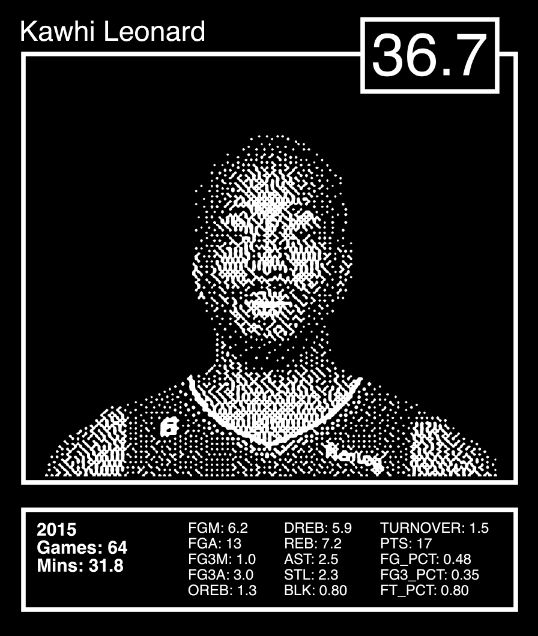 Kawhi Leonard
36.7
6
2015
Games: 64
Mins: 31.8
FGM: 6.2
FGA: 13
FG3M: 1.0
FG3A: 3.0
OREB: 1.3
DREB: 5.9
REB: 7.2
AST: 2.5
STL: 2.3
BLK: 0.80
TURNOVER: 1.5
PTS: 17
FG_PCT: 0.48
FG3_PCT: 0.35
FT_PCT: 0.80